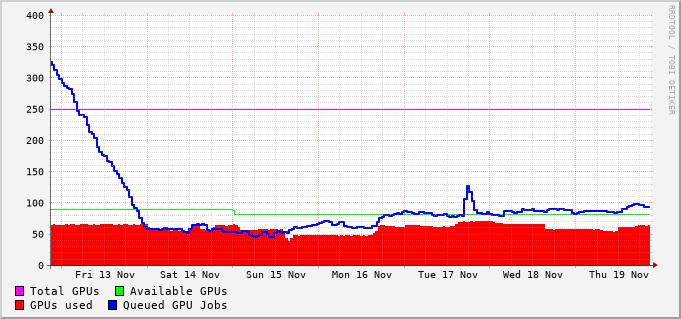 400
350
300
250
200
150
100
50
0
Fri 13 Nov Sat 14 Nov Sun 15 Nov Mon 16 Nov Tue 17 Nov Wed 18 Nov Thu 19 Nov
Total GPUs Available GPUs
GPUs used Queued GPU Jobs
RRDTOOL / TOBI OETIKER